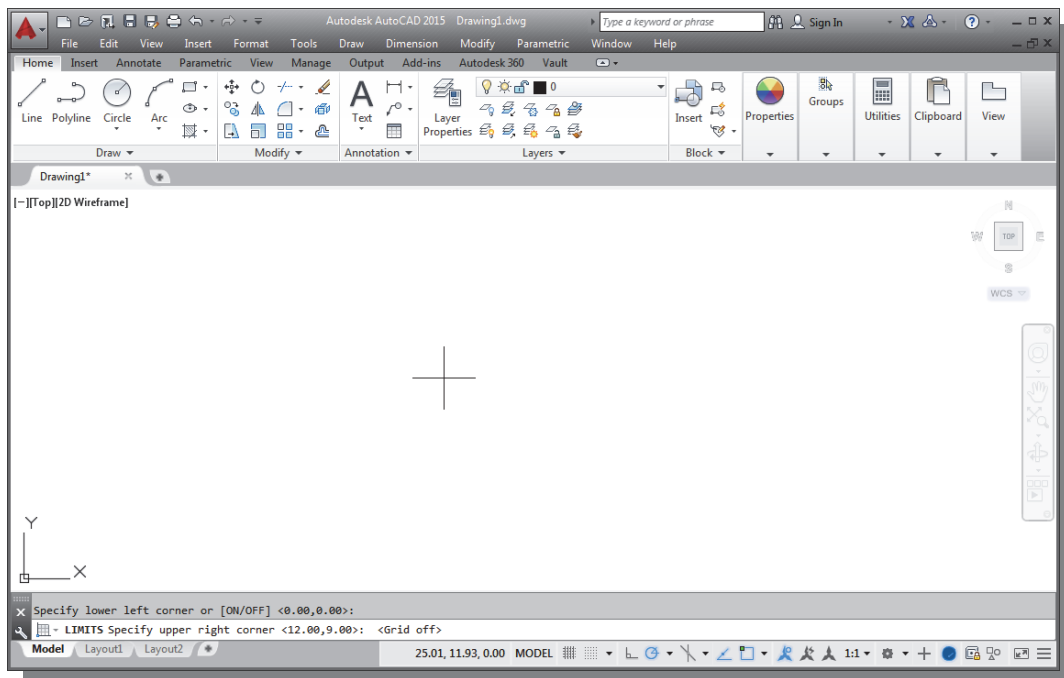 Autodesk AutoCAD 2015 Drawing1.dwg Type a keyword or phrase Sign In
File Edit View Insert Format Tools Draw Dimension Modify Parametric Window Help
Home Insert Annotate Parametric View Manage Output Add-ins Autodesk 360 Vault
Line Polyline Circle Arc Text Layer Properties 0 Insert Properties Groups Utilities Clipboard View
Draw Modify Annotation Layers Block
Drawing1*
[−][Top][2D Wireframe]
N
W TOP E
S
WCS
Y
X
Specify lower left corner or [ON/OFF] <0.00,0.00>:
LIMITS Specify upper right corner <12.00,9.00>: <Grid off>
Model Layout1 Layout2
25.01, 11.93, 0.00 MODEL 1:1